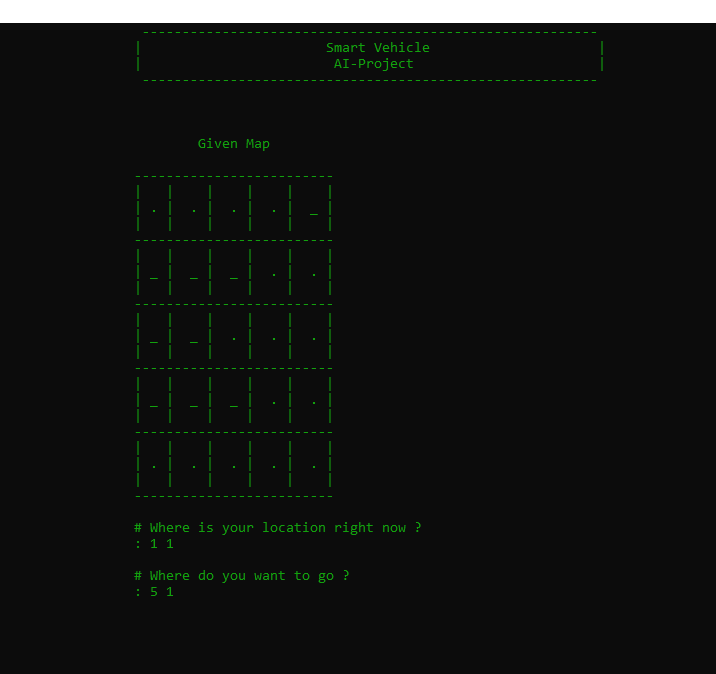 ---------------------------------------------------------
| Smart Vehicle |
| AI-Project |
---------------------------------------------------------
Given Map
-------------------------
| | | | | |
| . | . | . | . | _ |
| | | | | |
-------------------------
| | | | | |
| _ | _ | _ | . | . |
| | | | | |
-------------------------
| | | | | |
| _ | _ | . | . | . |
| | | | | |
-------------------------
| | | | | |
| _ | _ | _ | . | . |
| | | | | |
-------------------------
| | | | | |
| . | . | . | . | . |
| | | | | |
-------------------------
# Where is your location right now ?
: 1 1
# Where do you want to go ?
: 5 1